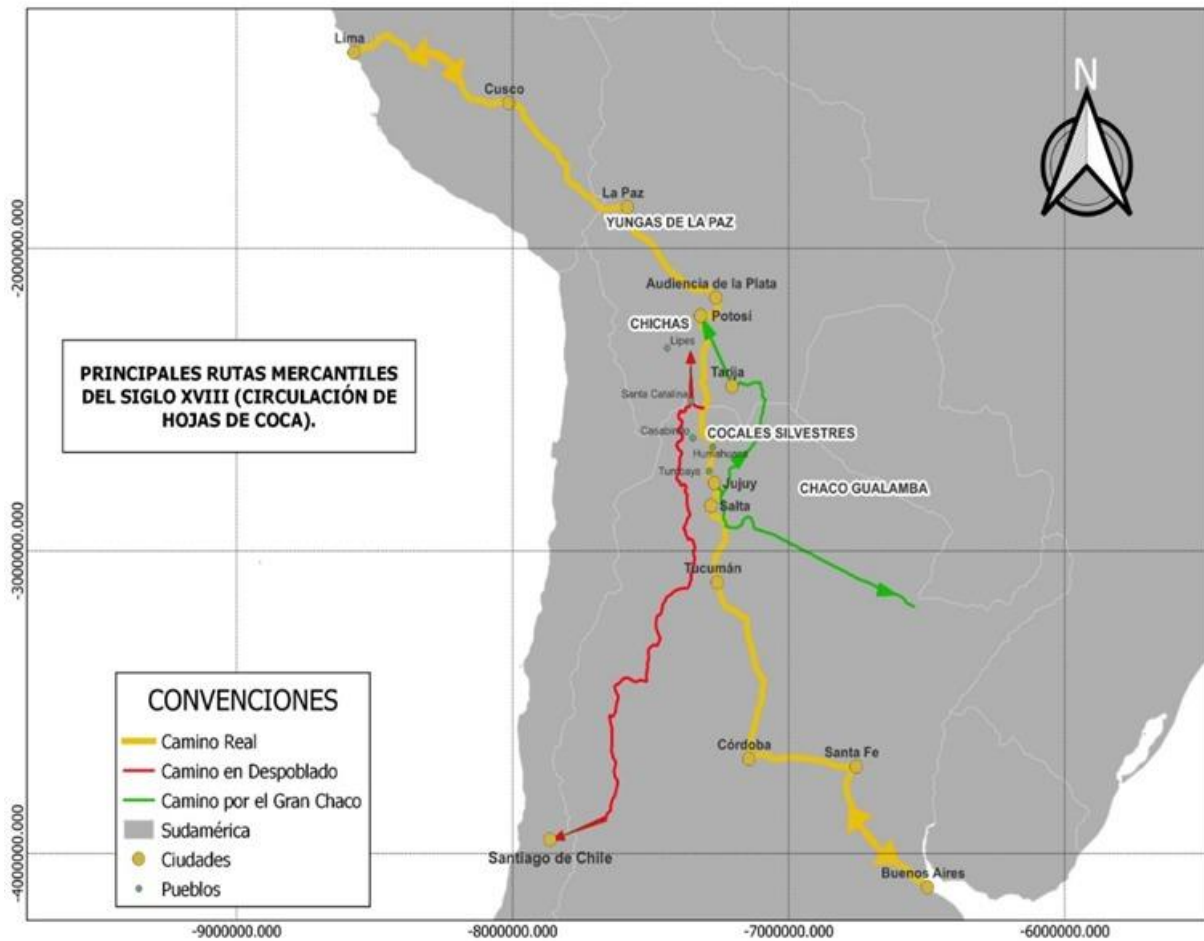 Lima
N
Cusco
La Paz
YUNGAS DE LA PAZ
Audiencia de la Plata
Potosí
CHICHAS
Lipes
Tarija
Santa Catalina
Casabindo
COCALES SILVESTRES
Humahuaca
Tumbaya
Jujuy
CHACO GUALAMBA
Salta
Tucumán
Córdoba
Santa Fe
Santiago de Chile
Buenos Aires
PRINCIPALES RUTAS MERCANTILES
DEL SIGLO XVIII (CIRCULACIÓN DE
HOJAS DE COCA).
CONVENCIONES
Camino Real
Camino en Despoblado
Camino por el Gran Chaco
Sudamérica
Ciudades
Pueblos
-2000000.000
-3000000.000
-4000000.000
-9000000.000
-8000000.000
-7000000.000
-6000000.000